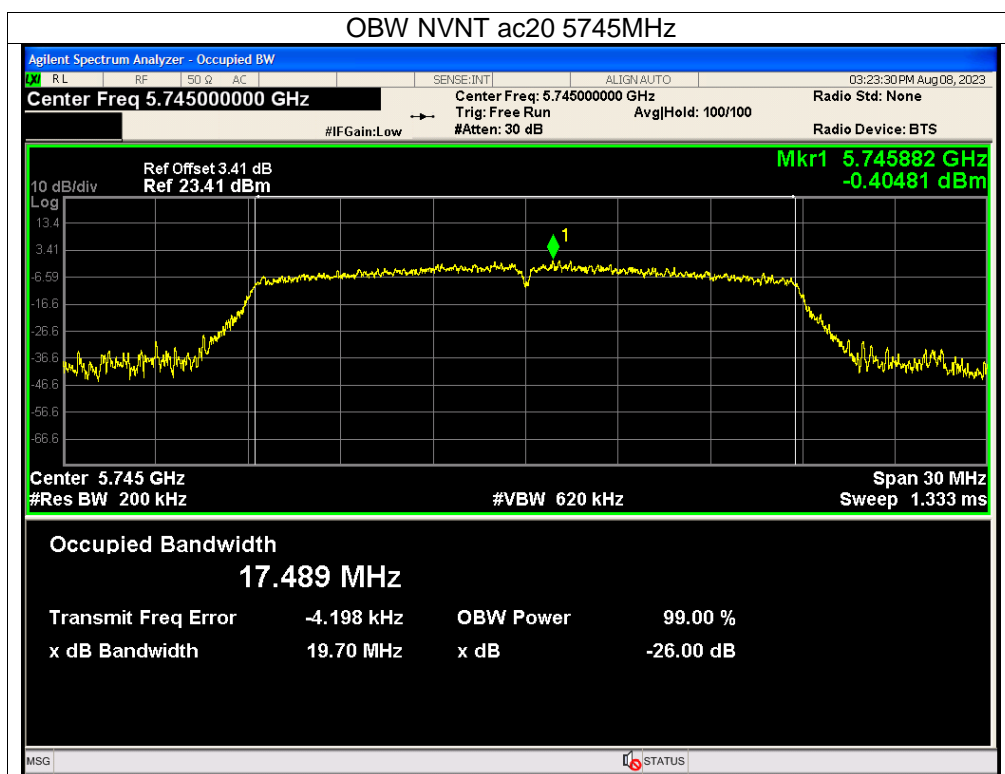 OBW NVNT ac20 5745MHz
Agilent Spectrum Analyzer - Occupied BW
LXI RL RF 50 Ω AC SENSE:INT ALIGN AUTO 03:23:30 PM Aug 08, 2023
Center Freq 5.745000000 GHz Center Freq: 5.745000000 GHz Radio Std: None
Trig: Free Run Avg|Hold: 100/100
#IFGain:Low #Atten: 30 dB Radio Device: BTS
Mkr1 5.745882 GHz
Ref Offset 3.41 dB
10 dB/div Ref 23.41 dBm -0.40481 dBm
Log
13.4
1
3.41
-6.59
-16.6
-26.6
-36.6
-46.6
-56.6
-66.6
Center 5.745 GHz Span 30 MHz
#Res BW 200 kHz #VBW 620 kHz Sweep 1.333 ms
Occupied Bandwidth
17.489 MHz
Transmit Freq Error -4.198 kHz OBW Power 99.00 %
x dB Bandwidth 19.70 MHz x dB -26.00 dB
MSG STATUS